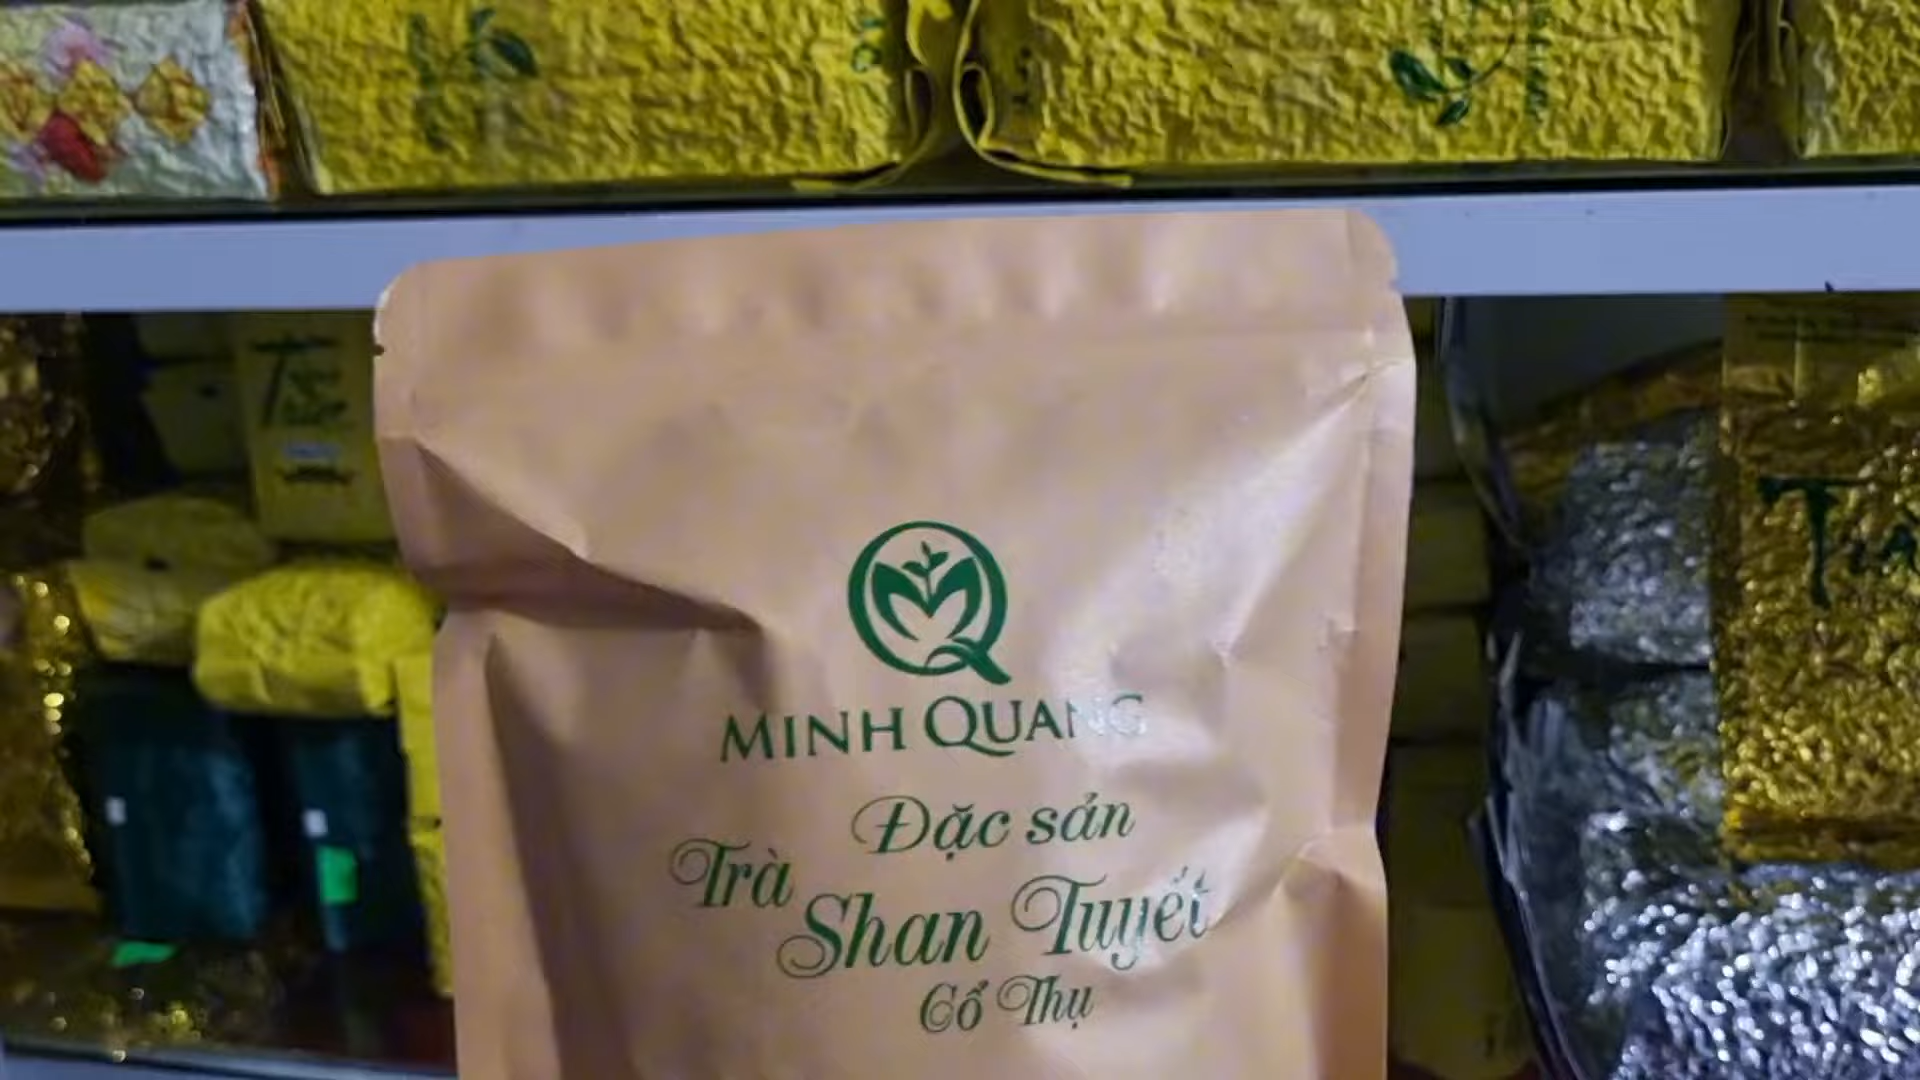 MINH QUANG
Đặc sản
Trà
Shan Tuyết
Cổ Thụ